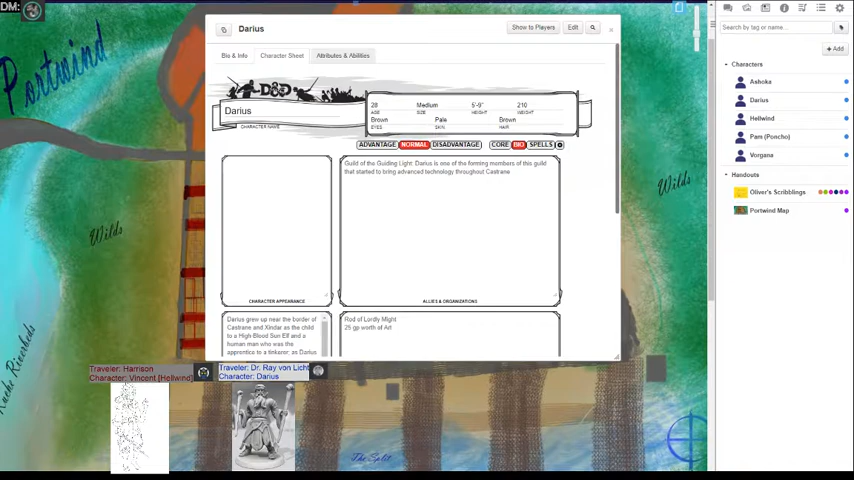 DM:
Darius
Show to Players
Edit
Bio & Info
Character Sheet
Attributes & Abilities
D&D
Darius
CHARACTER NAME
28
Medium
5'-9"
210
AGE
SIZE
HEIGHT
WEIGHT
Brown
Pale
Brown
EYES
SKIN
HAIR
ADVANTAGE
NORMAL
DISADVANTAGE
CORE
BIO
SPELLS
Guild of the Guiding Light: Darius is one of the forming members of this guild
that started to bring advanced technology throughout Castrane
CHARACTER APPEARANCE
ALLIES & ORGANIZATIONS
Darius grew up near the border of
Castrane and Xindar as the child
to a High-Blood Sun Elf and a
human man who was the
apprentice to a tinkerer; as Darius
Rod of Lordly Might
25 gp worth of Art
Search by tag or name...
+ Add
Characters
Ashoka
Darius
Hellwind
Pam (Poncho)
Vorgana
Handouts
Oliver's Scribblings
Portwind Map
Portwind
Wilds
Wilds
Riverbeds
The Split
Traveler: Harrison
Character: Vincent [Hellwind]
Traveler: Dr. Ray von Licht
Character: Darius